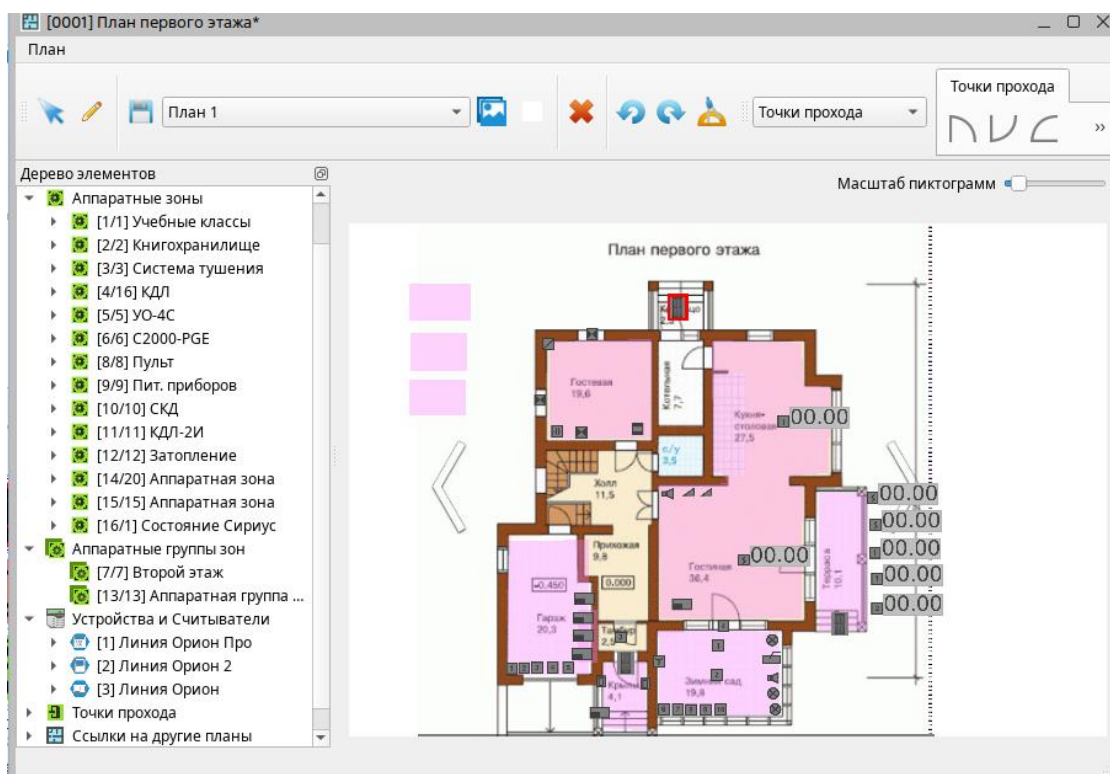 [0001] План первого этажа*
План
План 1
Точки прохода
Точки прохода
Дерево элементов
Масштаб пиктограмм
Аппаратные зоны
[1/1] Учебные классы
[2/2] Книгохранилище
[3/3] Система тушения
[4/16] КДЛ
[5/5] УО-4С
[6/6] С2000-PGE
[8/8] Пульт
[9/9] Пит. приборов
[10/10] СКД
[11/11] КДЛ-2И
[12/12] Затопление
[14/20] Аппаратная зона
[15/15] Аппаратная зона
[16/1] Состояние Сириус
Аппаратные группы зон
[7/7] Второй этаж
[13/13] Аппаратная группа ...
Устройства и Считыватели
[1] Линия Орион Про
[2] Линия Орион 2
[3] Линия Орион
Точки прохода
Ссылки на другие планы
План первого этажа
Гостевая
19,6
Котельная
7,7
Кухня-
столовая
27,5
00.00
с/у
3,5
Холл
11,5
00.00
00.00
00.00
00.00
00.00
Прихожая
9,8
00.00
Гостиная
36,4
Терраса
10,1
-0.450
0.000
Гараж
20,3
Тамбур
2,5
Зимний сад
19,8
4,1